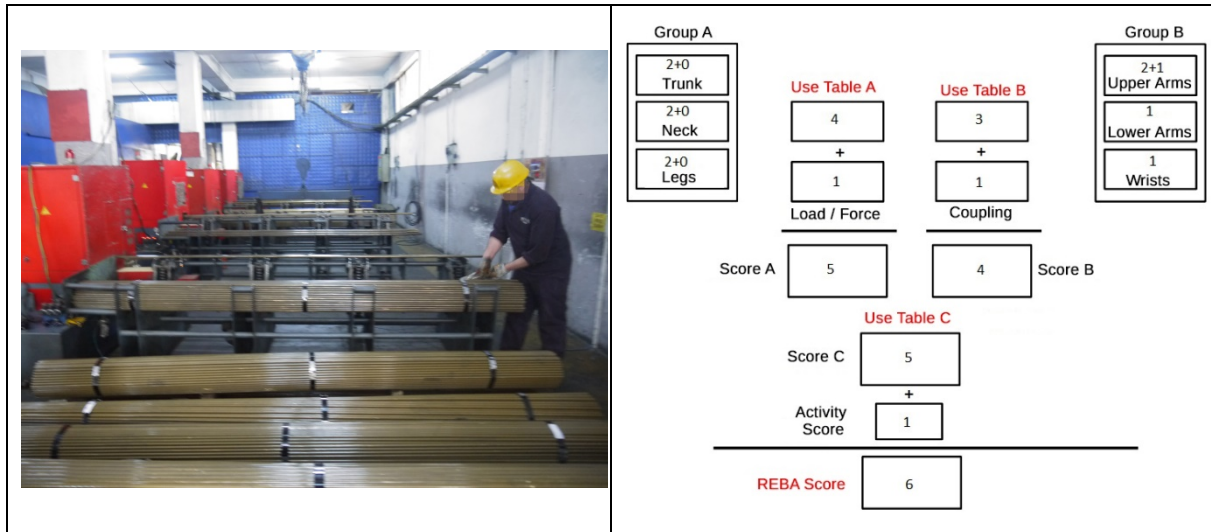 Group A
2+0
Trunk
2+0
Neck
2+0
Legs
Use Table A
4
+
1
Load / Force
Use Table B
3
+
1
Coupling
Group B
2+1
Upper Arms
1
Lower Arms
1
Wrists
Score A
5
4
Score B
Use Table C
Score C
5
+
Activity
Score
1
REBA Score
6